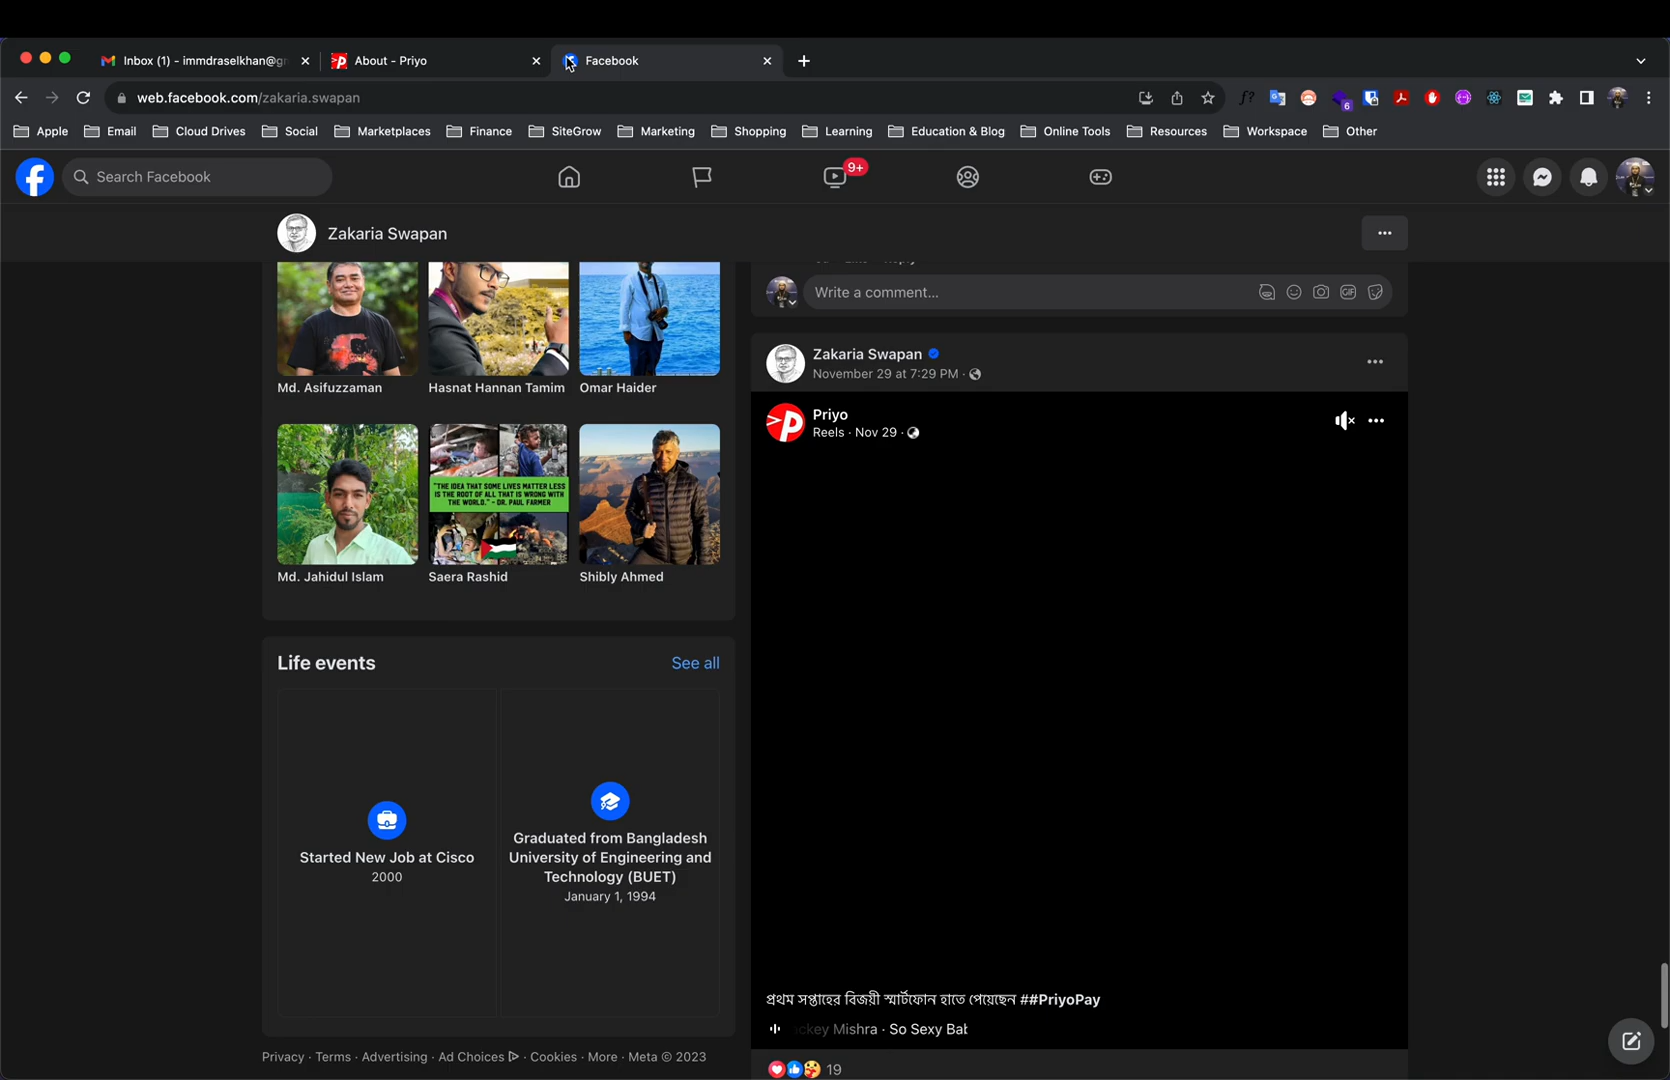 Inbox (1) - immdraselkhan@g
About - Priyo
Facebook
web.facebook.com/zakaria.swapan
6
Apple
Email
Cloud Drives
Social
Marketplaces
Finance
SiteGrow
Marketing
Shopping
Learning
Education & Blog
Online Tools
Resources
Workspace
Other
Search Facebook
9+
Zakaria Swapan
Write a comment...
GIF
Md. Asifuzzaman
Hasnat Hannan Tamim
Omar Haider
"THE IDEA THAT SOME LIVES MATTER LESS
IS THE ROOT OF ALL THAT IS WRONG WITH
THE WORLD." - DR. PAUL FARMER
Md. Jahidul Islam
Saera Rashid
Shibly Ahmed
Life events
See all
Started New Job at Cisco
2000
Graduated from Bangladesh
University of Engineering and
Technology (BUET)
January 1, 1994
Privacy · Terms · Advertising · Ad Choices · Cookies · More · Meta © 2023
Zakaria Swapan
November 29 at 7:29 PM ·
Priyo
Reels · Nov 29 ·
প্রথম সপ্তাহের বিজয়ী স্মার্টফোন হাতে পেয়েছেন ##PriyoPay
ckey Mishra · So Sexy Bab
19